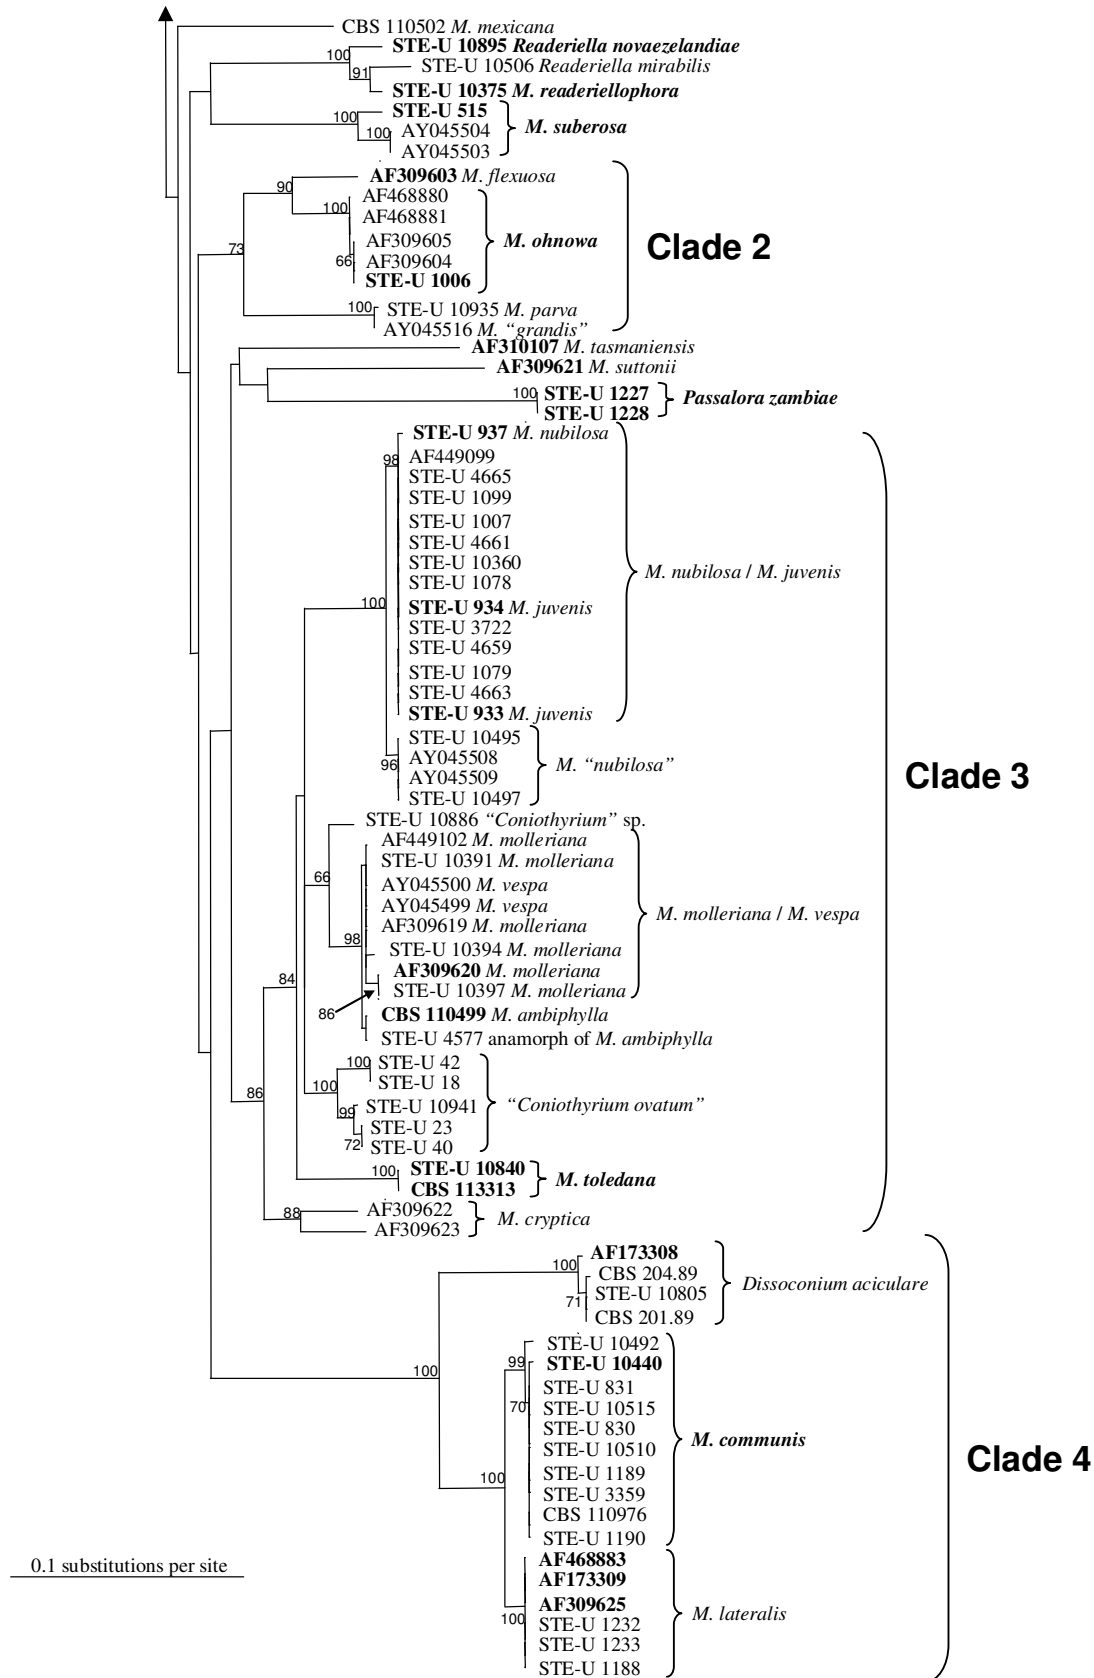 CBS 110502 M. mexicana
STE-U 10895 Readeriella novaezelandiae
100
STE-U 10506 Readeriella mirabilis
91
STE-U 10375 M. readeriellophora
STE-U 515
100
AY045504
100
M. suberosa
AY045503
AF309603 M. flexuosa
90
AF468880
100
AF468881
AF309605
M. ohnowa
Clade 2
73
AF309604
66
STE-U 1006
100
STE-U 10935 M. parva
AY045516 M. “grandis”
AF310107 M. tasmaniensis
AF309621 M. suttonii
100
STE-U 1227
Passalora zambiae
STE-U 1228
STE-U 937 M. nubilosa
98
AF449099
STE-U 4665
STE-U 1099
STE-U 1007
STE-U 4661
STE-U 10360
M. nubilosa / M. juvenis
STE-U 1078
100
STE-U 934 M. juvenis
STE-U 3722
STE-U 4659
STE-U 1079
STE-U 4663
STE-U 933 M. juvenis
STE-U 10495
AY045508
96
M. “nubilosa”
AY045509
Clade 3
STE-U 10497
STE-U 10886 “Coniothyrium” sp.
AF449102 M. molleriana
STE-U 10391 M. molleriana
66
AY045500 M. vespa
AY045499 M. vespa
M. molleriana / M. vespa
AF309619 M. molleriana
98
STE-U 10394 M. molleriana
AF309620 M. molleriana
84
STE-U 10397 M. molleriana
86
CBS 110499 M. ambiphylla
STE-U 4577 anamorph of M. ambiphylla
100
STE-U 42
STE-U 18
100
86
STE-U 10941
“Coniothyrium ovatum”
99
STE-U 23
72
STE-U 40
100
STE-U 10840
M. toledana
CBS 113313
88
AF309622
M. cryptica
AF309623
AF173308
100
CBS 204.89
Dissoconium aciculare
STE-U 10805
71
CBS 201.89
STE-U 10492
99
STE-U 10440
100
STE-U 831
70
STE-U 10515
STE-U 830
M. communis
STE-U 10510
Clade 4
100
STE-U 1189
STE-U 3359
CBS 110976
STE-U 1190
AF468883
0.1 substitutions per site
AF173309
AF309625
M. lateralis
100
STE-U 1232
STE-U 1233
STE-U 1188